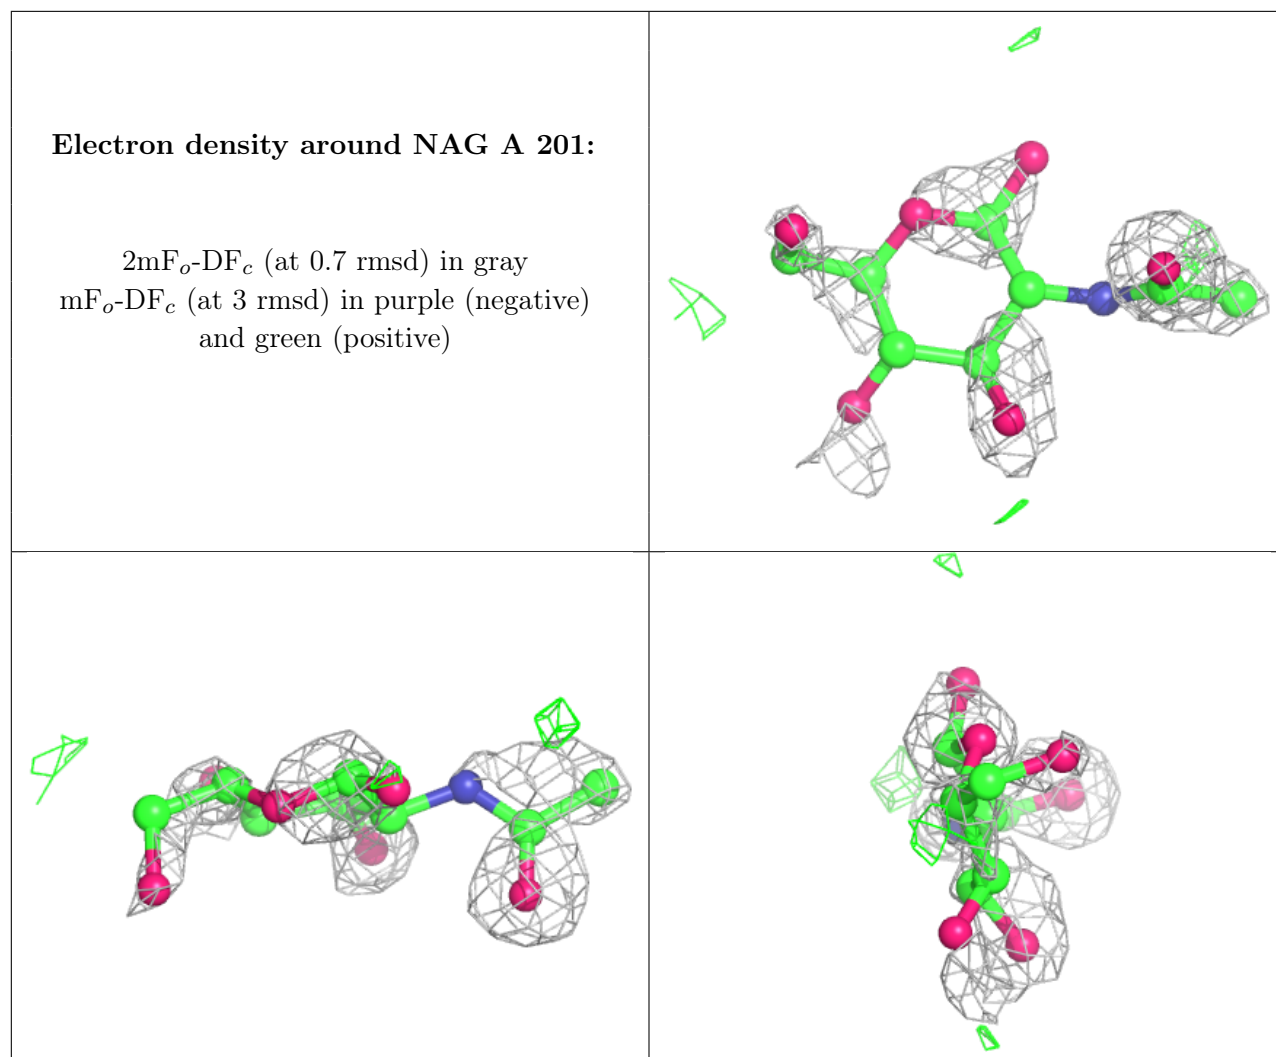 Electron density around NAG A 201:
2mFo-DFc (at 0.7 rmsd) in gray
mFo-DFc (at 3 rmsd) in purple (negative)
and green (positive)